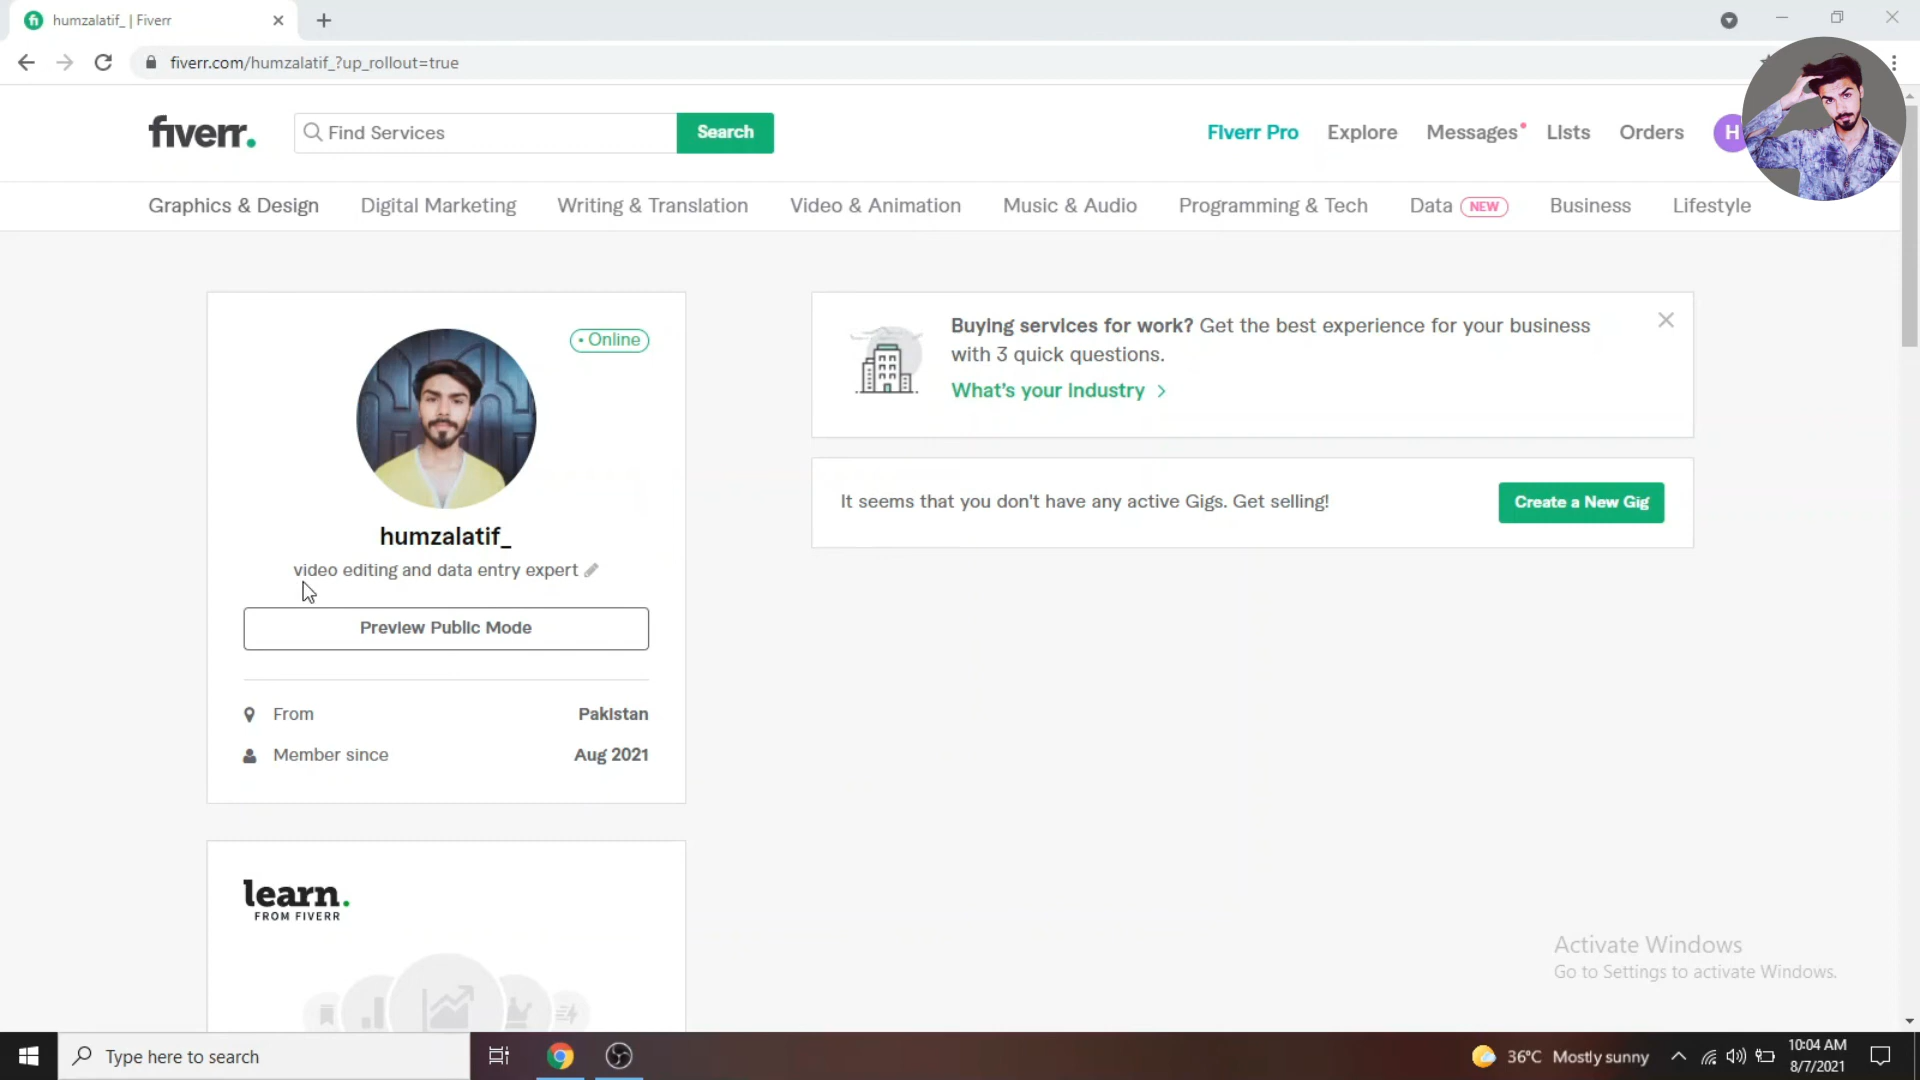 humzalatif_ | Fiverr
fiverr.com/humzalatif_?up_rollout=true
fiverr.
Find Services
Search
Fiverr Pro
Explore
Messages
Lists
Orders
H
Graphics & Design
Digital Marketing
Writing & Translation
Video & Animation
Music & Audio
Programming & Tech
Data NEW
Business
Lifestyle
• Online
humzalatif_
video editing and data entry expert
Preview Public Mode
From Pakistan
Member since Aug 2021
Buying services for work? Get the best experience for your business
with 3 quick questions.
What's your industry >
It seems that you don't have any active Gigs. Get selling!
Create a New Gig
learn.
FROM FIVERR
Activate Windows
Go to Settings to activate Windows.
Type here to search
36°C Mostly sunny
10:04 AM
8/7/2021